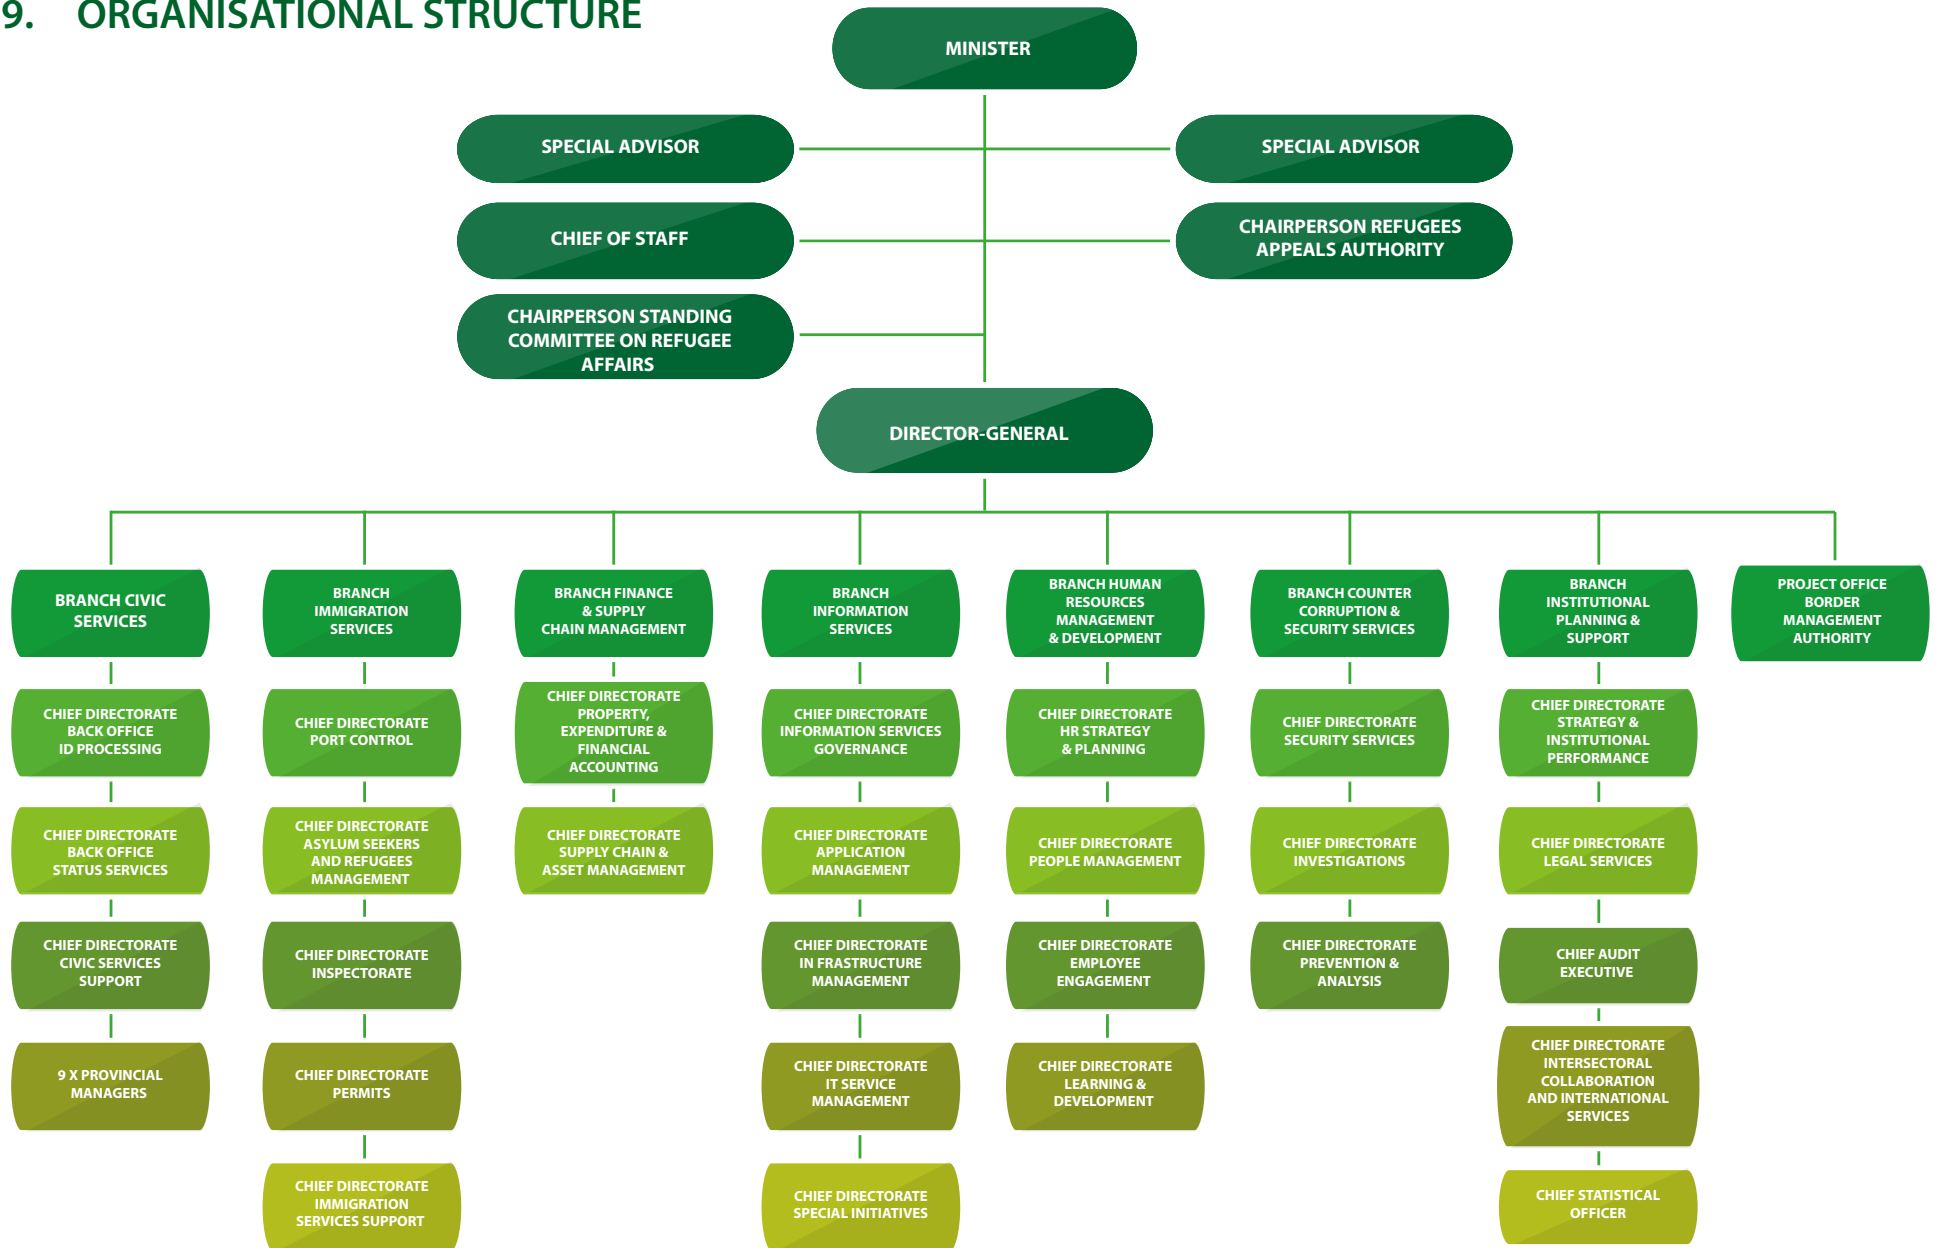 9. ORGANISATIONAL STRUCTURE
MINISTER
SPECIAL ADVISOR
SPECIAL ADVISOR
CHIEF OF STAFF
CHAIRPERSON REFUGEES
APPEALS AUTHORITY
CHAIRPERSON STANDING
COMMITTEE ON REFUGEE
AFFAIRS
DIRECTOR-GENERAL
BRANCH CIVIC
SERVICES
BRANCH
IMMIGRATION
SERVICES
BRANCH FINANCE
& SUPPLY
CHAIN MANAGEMENT
BRANCH
INFORMATION
SERVICES
BRANCH HUMAN
RESOURCES
MANAGEMENT
& DEVELOPMENT
BRANCH COUNTER
CORRUPTION &
SECURITY SERVICES
BRANCH
INSTITUTIONAL
PLANNING &
SUPPORT
PROJECT OFFICE
BORDER
MANAGEMENT
AUTHORITY
CHIEF DIRECTORATE
BACK OFFICE
ID PROCESSING
CHIEF DIRECTORATE
PORT CONTROL
CHIEF DIRECTORATE
PROPERTY,
EXPENDITURE &
FINANCIAL
ACCOUNTING
CHIEF DIRECTORATE
INFORMATION SERVICES
GOVERNANCE
CHIEF DIRECTORATE
HR STRATEGY
& PLANNING
CHIEF DIRECTORATE
SECURITY SERVICES
CHIEF DIRECTORATE
STRATEGY &
INSTITUTIONAL
PERFORMANCE
CHIEF DIRECTORATE
BACK OFFICE
STATUS SERVICES
CHIEF DIRECTORATE
ASYLUM SEEKERS
AND REFUGEES
MANAGEMENT
CHIEF DIRECTORATE
SUPPLY CHAIN &
ASSET MANAGEMENT
CHIEF DIRECTORATE
APPLICATION
MANAGEMENT
CHIEF DIRECTORATE
PEOPLE MANAGEMENT
CHIEF DIRECTORATE
INVESTIGATIONS
CHIEF DIRECTORATE
LEGAL SERVICES
CHIEF DIRECTORATE
CIVIC SERVICES
SUPPORT
CHIEF DIRECTORATE
INSPECTORATE
CHIEF DIRECTORATE
IN FRASTRUCTURE
MANAGEMENT
CHIEF DIRECTORATE
EMPLOYEE
ENGAGEMENT
CHIEF DIRECTORATE
PREVENTION &
ANALYSIS
CHIEF AUDIT
EXECUTIVE
9 X PROVINCIAL
MANAGERS
CHIEF DIRECTORATE
PERMITS
CHIEF DIRECTORATE
IT SERVICE
MANAGEMENT
CHIEF DIRECTORATE
LEARNING &
DEVELOPMENT
CHIEF DIRECTORATE
INTERSECTORAL
COLLABORATION
AND INTERNATIONAL
SERVICES
CHIEF DIRECTORATE
IMMIGRATION
SERVICES SUPPORT
CHIEF DIRECTORATE
SPECIAL INITIATIVES
CHIEF STATISTICAL
OFFICER